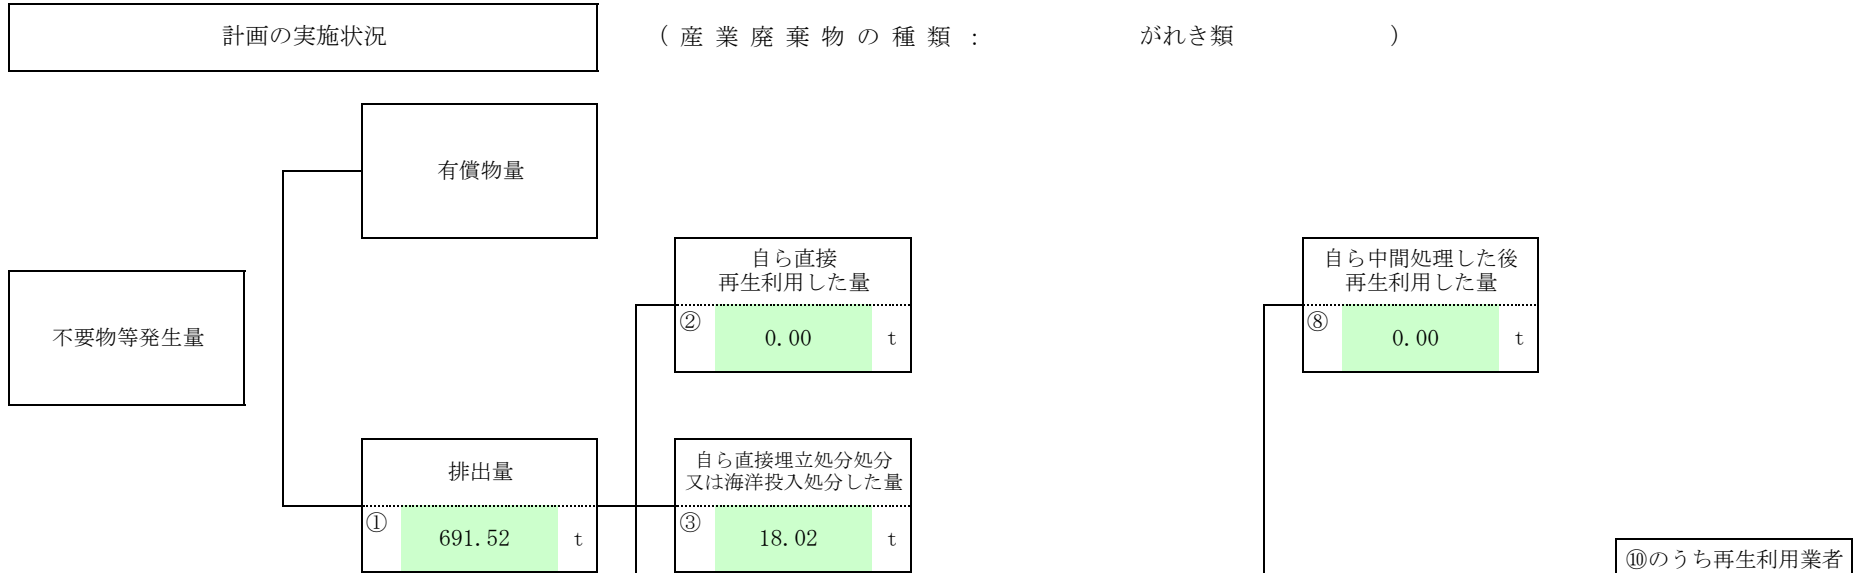 計画の実施状況 （産業廃棄物の種類： がれき類 ）
有償物量
自ら直接
再生利用した量
② 0.00 t
自ら中間処理した後
再生利用した量
⑧ 0.00 t
不要物等発生量
排出量
① 691.52 t
自ら直接埋立処分処分
又は海洋投入処分した量
③ 18.02 t
⑩のうち再生利用業者